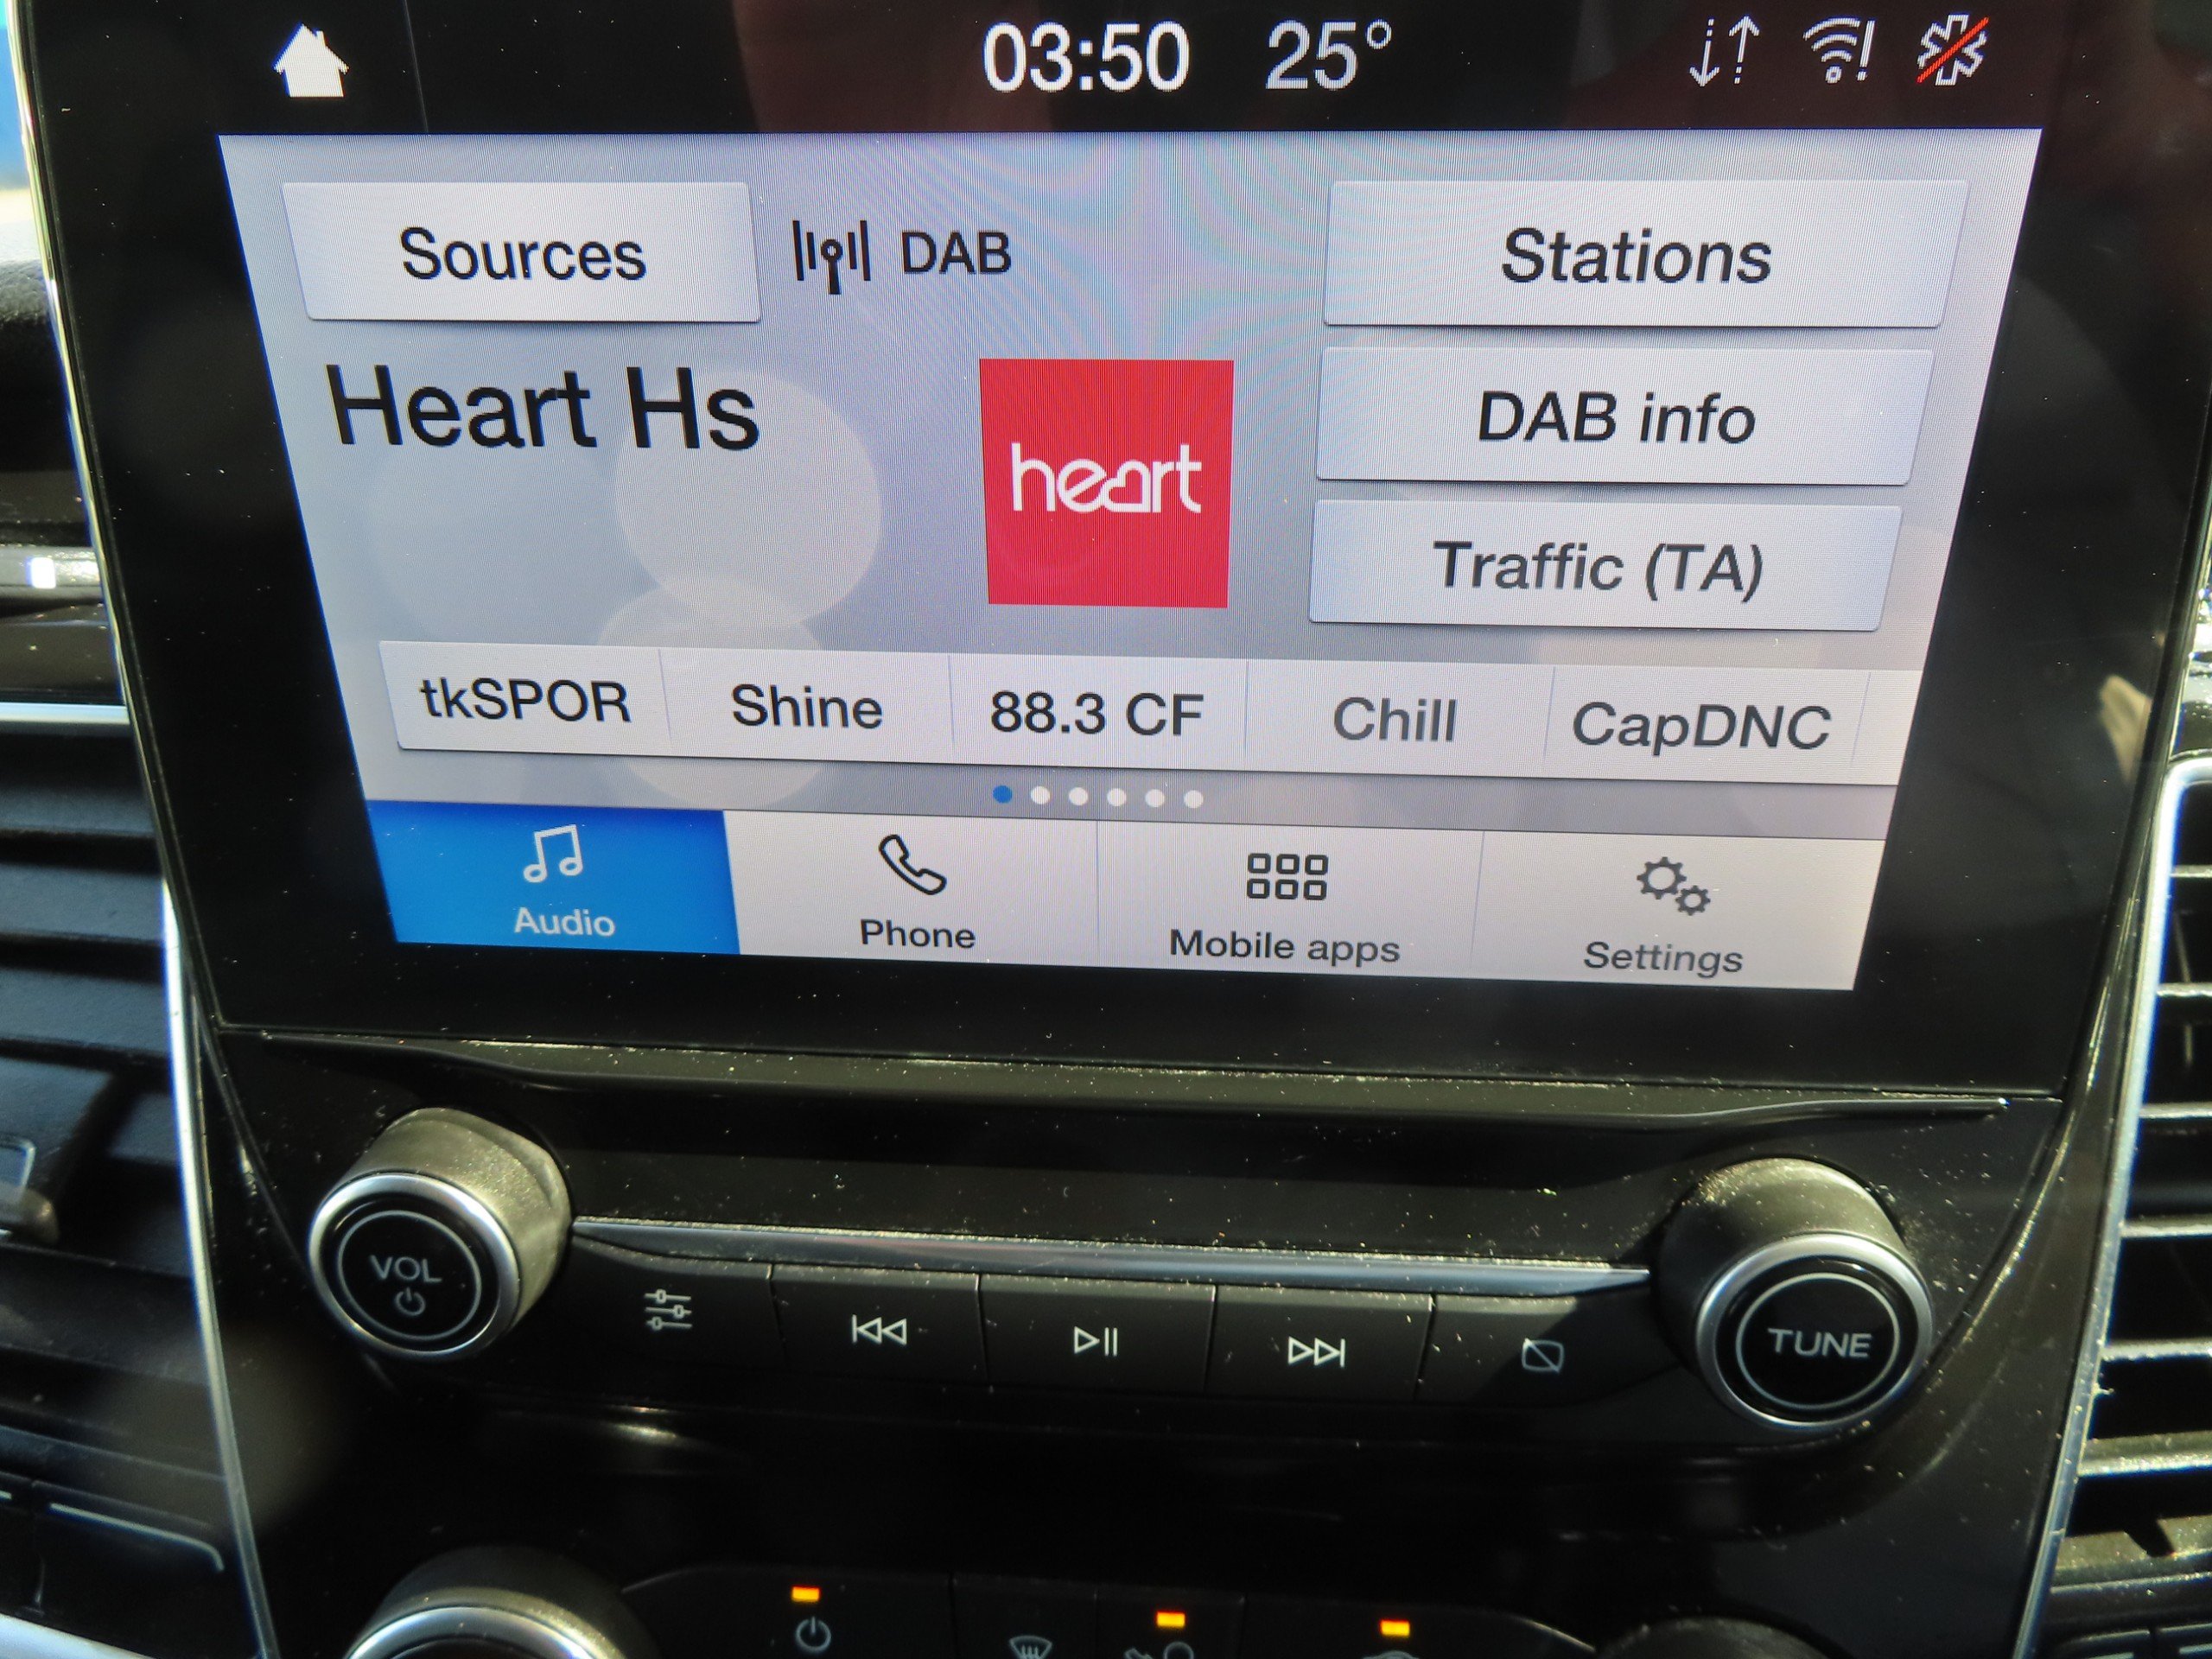 03:50 25°
Sources DAB Stations
Heart Hs
heart
DAB info
Traffic (TA)
tkSPOR Shine 88.3 CF Chill CapDNC
Audio Phone Mobile apps Settings
VOL
TUNE